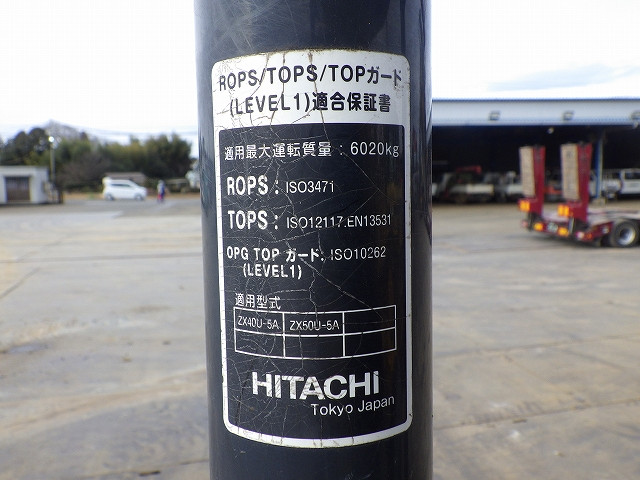 ROPS/TOPS/TOPガード
(LEVEL1)適合保証書
適用最大運転質量：6020kg
ROPS：ISO3471
TOPS：ISO12117.EN13531
OPG TOP ガード. ISO10262
(LEVEL1)
適用型式
ZX40U-5A ZX50U-5A
HITACHI
Tokyo Japan